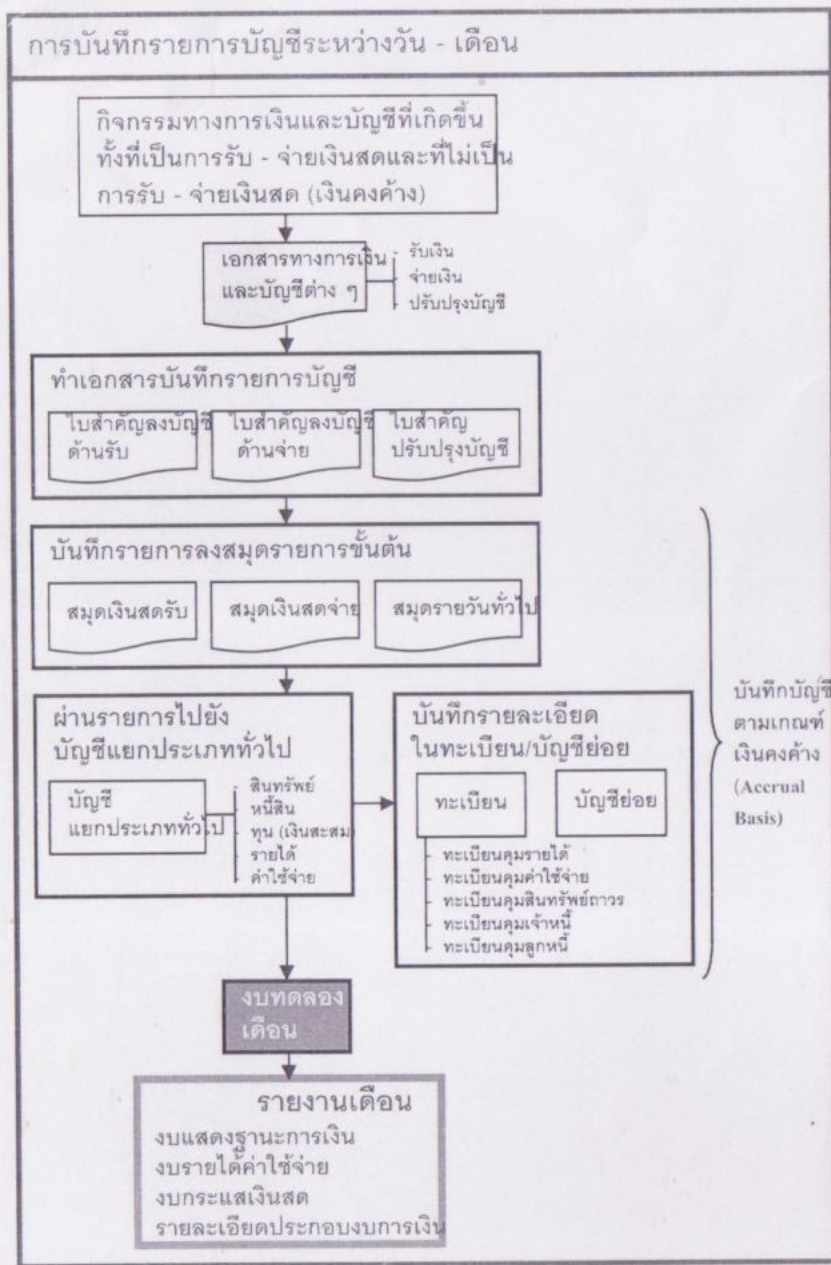 การบันทึกรายการบัญชีระหว่างวัน - เดือน
กิจกรรมทางการเงินและบัญชีที่เกิดขึ้น
ทั้งที่เป็นการรับ - จ่ายเงินสดและที่ไม่เป็น
การรับ - จ่ายเงินสด (เงินคงค้าง)
เอกสารทางการเงิน
และบัญชีต่าง ๆ
- รับเงิน
- จ่ายเงิน
- ปรับปรุงบัญชี
ทำเอกสารบันทึกรายการบัญชี
ใบสำคัญลงบัญชี
ด้านรับ
ใบสำคัญลงบัญชี
ด้านจ่าย
ใบสำคัญ
ปรับปรุงบัญชี
บันทึกรายการลงสมุดรายการขั้นต้น
สมุดเงินสดรับ
สมุดเงินสดจ่าย
สมุดรายวันทั่วไป
ผ่านรายการไปยัง
บัญชีแยกประเภททั่วไป
บัญชี
แยกประเภททั่วไป
- สินทรัพย์
- หนี้สิน
- ทุน (เงินสะสม)
- รายได้
- ค่าใช้จ่าย
บันทึกรายละเอียด
ในทะเบียน/บัญชีย่อย
ทะเบียน
บัญชีย่อย
- ทะเบียนคุมรายได้
- ทะเบียนคุมค่าใช้จ่าย
- ทะเบียนคุมสินทรัพย์ถาวร
- ทะเบียนคุมเจ้าหนี้
- ทะเบียนคุมลูกหนี้
บันทึกบัญชี
ตามเกณฑ์
เงินคงค้าง
(Accrual
Basis)
งบทดลอง
เดือน
รายงานเดือน
งบแสดงฐานะการเงิน
งบรายได้ค่าใช้จ่าย
งบกระแสเงินสด
รายละเอียดประกอบงบการเงิน